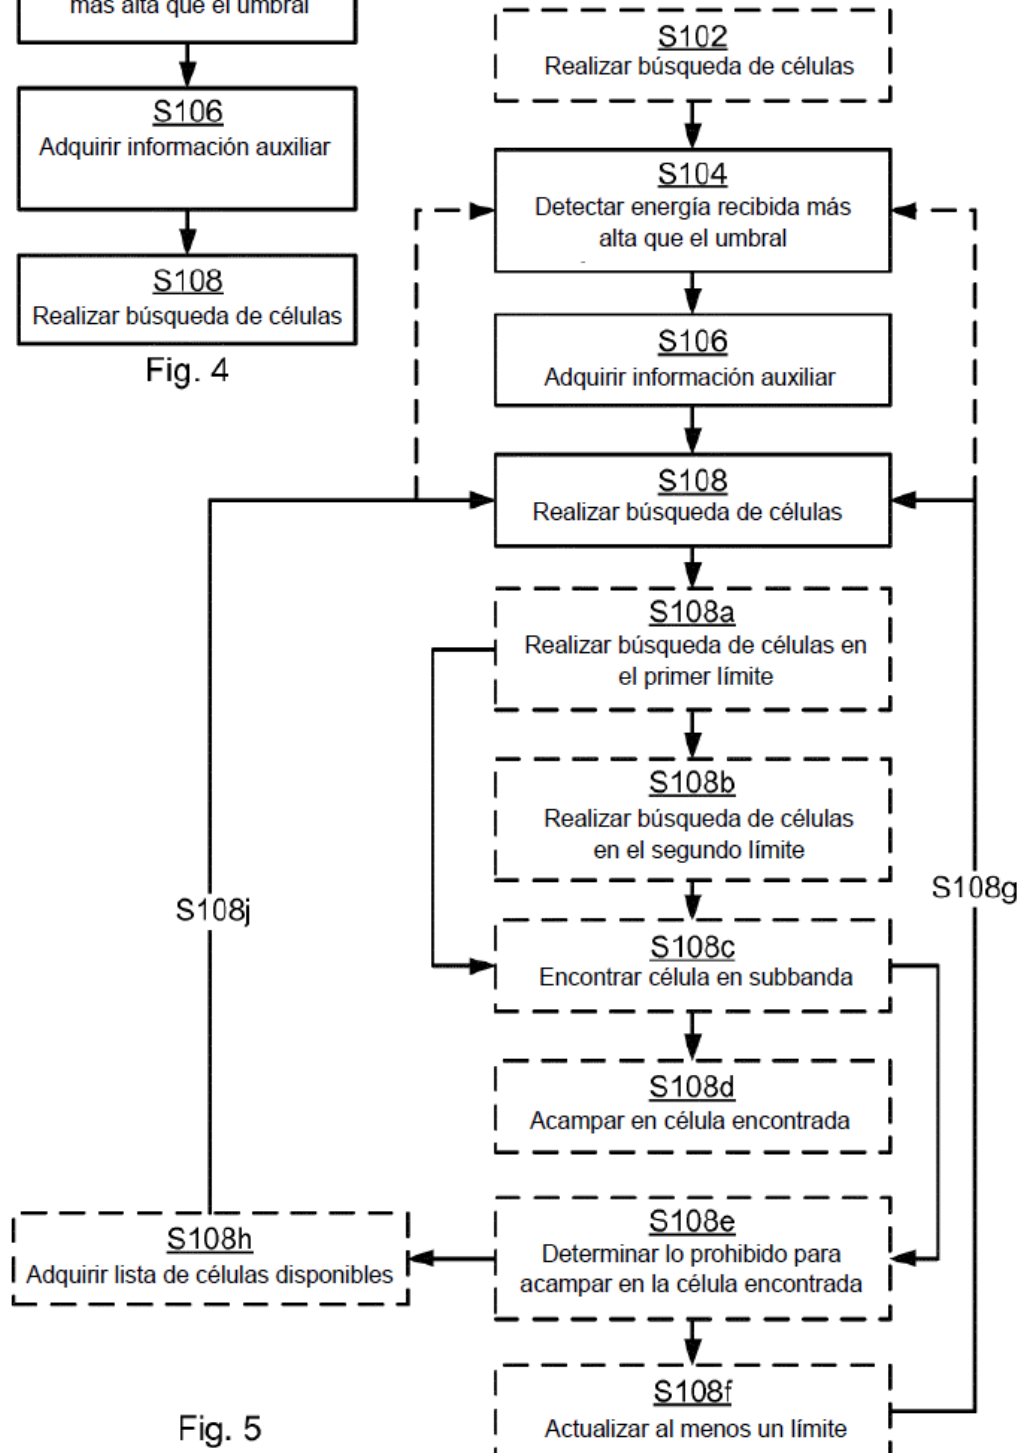 más alta que el umbral
S106
Adquirir información auxiliar
S108
Realizar búsqueda de células
Fig. 4
S102
Realizar búsqueda de células
S104
Detectar energía recibida más
alta que el umbral
S106
Adquirir información auxiliar
S108
Realizar búsqueda de células
S108a
Realizar búsqueda de células en
el primer límite
S108b
Realizar búsqueda de células
en el segundo límite
S108c
Encontrar célula en subbanda
S108d
Acampar en célula encontrada
S108e
Determinar lo prohibido para
acampar en la célula encontrada
S108f
Actualizar al menos un límite
S108g
S108h
Adquirir lista de células disponibles
S108j
Fig. 5